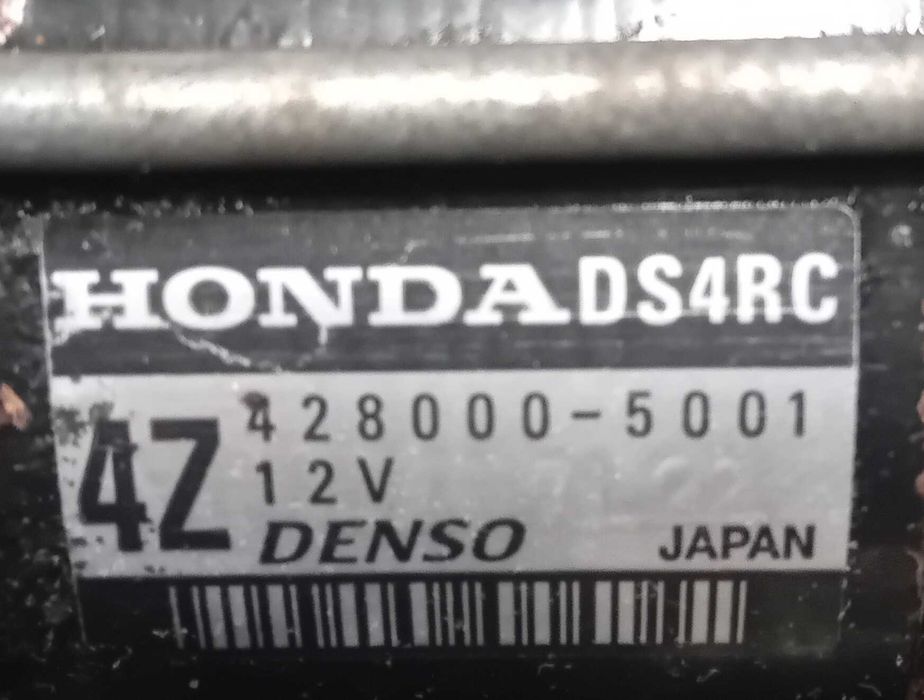 HONDA DS4RC
4Z
428000-5001
12V
DENSO JAPAN